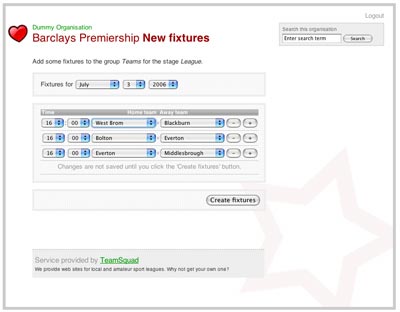 Logout
Dummy Organisation
Barclays Premiership New fixtures
Search this organisation
Enter search term Search
Add some fixtures to the group Teams for the stage League.
Fixtures for July 3 2006
Time Home team Away team
16 : 00 West Brom - Blackburn − +
16 : 00 Bolton - Everton − +
16 : 00 Everton - Middlesbrough − +
Changes are not saved until you click the 'Create fixtures' button.
Create fixtures
Service provided by TeamSquad
We provide web sites for local and amateur sport leagues. Why not get your own one?